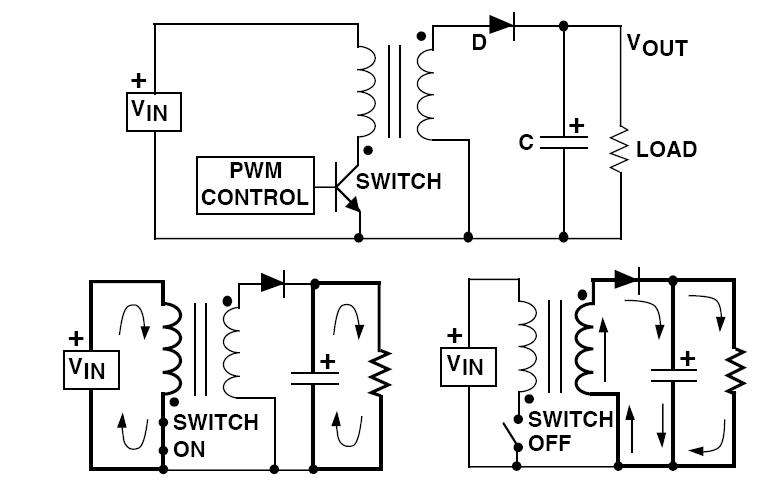 +
VIN
PWM
CONTROL
SWITCH
D
VOUT
C
+
LOAD
+
VIN
SWITCH
ON
+
+
VIN
SWITCH
OFF
+